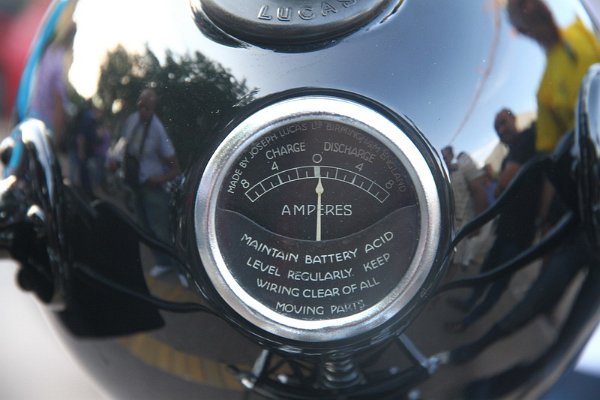 LUCAS
MADE BY JOSEPH LUCAS LTD BIRMINGHAM ENGLAND
CHARGE DISCHARGE
8 4 0 4 8
AMPERES
MAINTAIN BATTERY ACID
LEVEL REGULARLY. KEEP
WIRING CLEAR OF ALL
MOVING PARTS